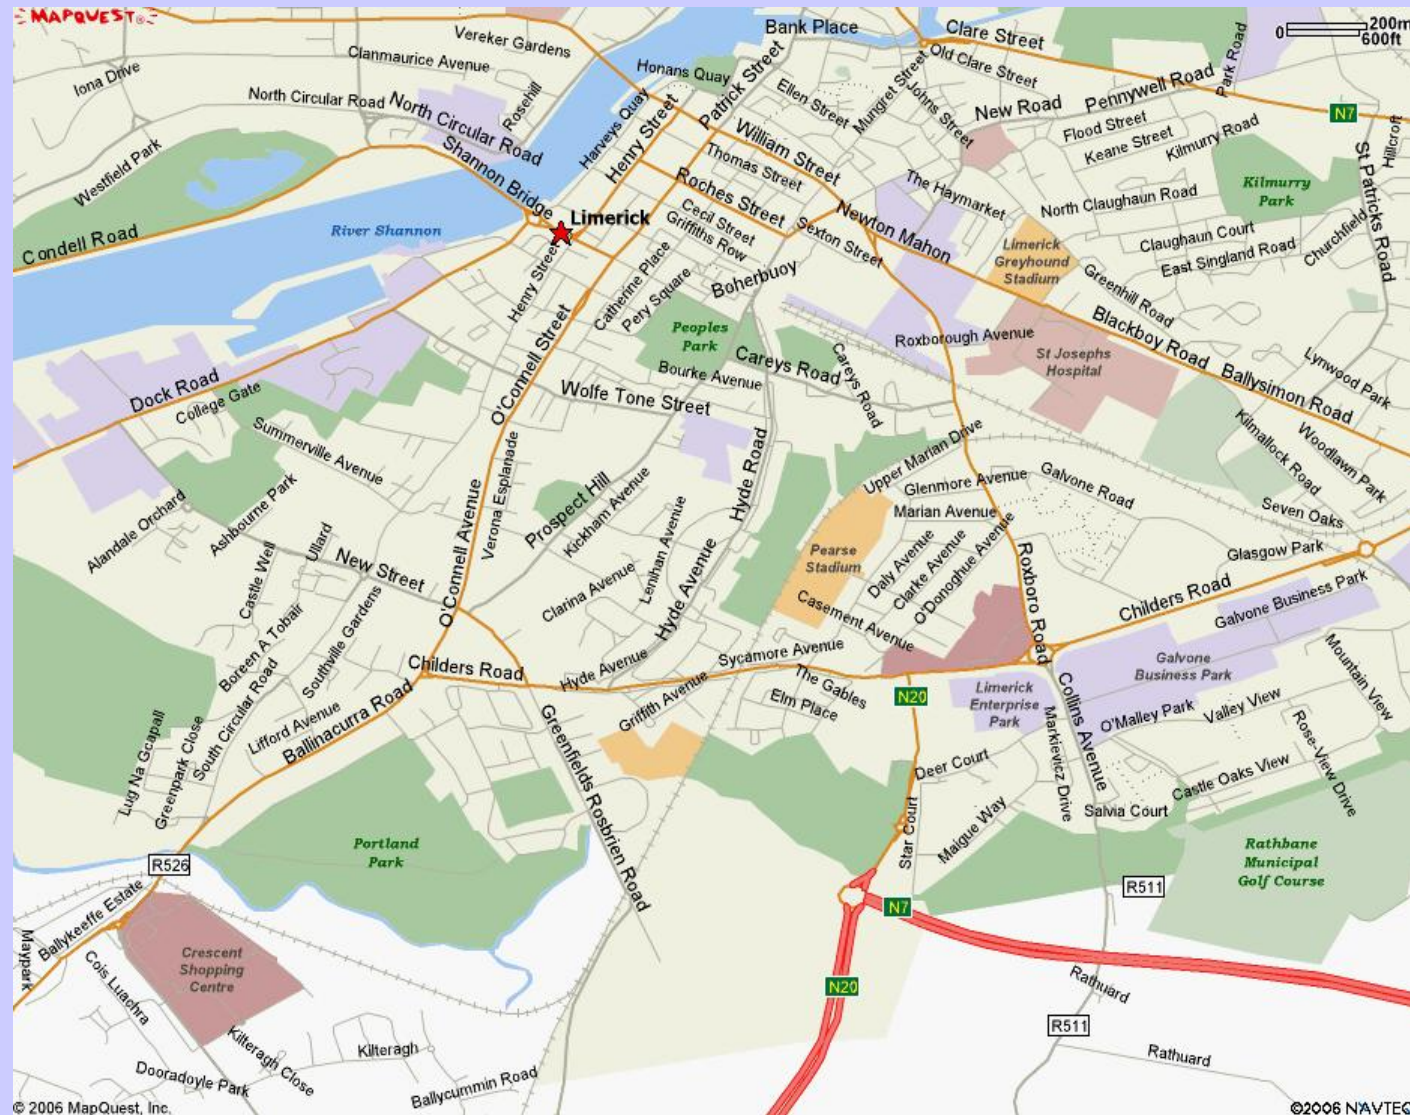 MAPQUEST
Vereker Gardens
Bank Place
Clare Street
0 200m
600ft
Clanmaurice Avenue
Honans Quay
Patrick Street
Old Clare Street
Park Road
Iona Drive
Ellen Street
Mungret Street
Johns Street
Pennywell Road
North Circular Road
North Circular Road
Rosehill
Harveys Quay
Henry Street
William Street
New Road
Flood Street
N7
Keane Street
Kilmurry Road
Hillcroft
Shannon Bridge
Thomas Street
Westfield Park
Roches Street
The Haymarket
Kilmurry
Park
St Patricks Road
North Claughaun Road
Limerick
Cecil Street
Griffiths Row
Sexton Street
Newton Mahon
Condell Road
River Shannon
Claughaun Court
Churchfield
Limerick
Greyhound
Stadium
East Singland Road
Henry Street
Catherine Place
Pery Square
Boherbuoy
Greenhill Road
Peoples
Park
Blackboy Road
Roxborough Avenue
O'Connell Street
Careys Road
Careys Road
St Josephs
Hospital
Lynwood Park
Bourke Avenue
Ballysimon Road
Dock Road
College Gate
Wolfe Tone Street
Kilmallock Road
Woodlawn Park
Summerville Avenue
Verona Esplanade
Hyde Road
Upper Marian Drive
Glenmore Avenue
Galvone Road
Prospect Hill
Kickham Avenue
Alandale Orchard
Ashbourne Park
O'Connell Avenue
Lenihan Avenue
Marian Avenue
Seven Oaks
Castle Well
Ullard
New Street
Pearse
Stadium
Daly Avenue
Clarke Avenue
O'Donoghue Avenue
Roxboro Road
Glasgow Park
Clarina Avenue
Hyde Avenue
Casement Avenue
Childers Road
Galvone Business Park
Boreen A Tobair
Southville Gardens
Childers Road
Hyde Avenue
Sycamore Avenue
Galvone
Business Park
Mountain View
South Circular Road
The Gables
N20
Limerick
Enterprise
Park
Collins Avenue
Lug Na Gcapall
Greenpark Close
Lifford Avenue
Ballinacurra Road
Griffith Avenue
Elm Place
O'Malley Park
Valley View
Rose-View Drive
Greenfields Rosbrien Road
Markievicz Drive
Deer Court
Castle Oaks View
Salvia Court
Star Court
Maigue Way
Portland
Park
Rathbane
Municipal
Golf Course
R526
R511
Ballykeeffe Estate
N7
Maypark
Crescent
Shopping
Centre
Cois Luachra
N20
Rathuard
R511
Kilteragh Close
Kilteragh
Rathuard
Dooradoyle Park
Ballycummin Road
© 2006 MapQuest, Inc.
©2006 NAVTEQ